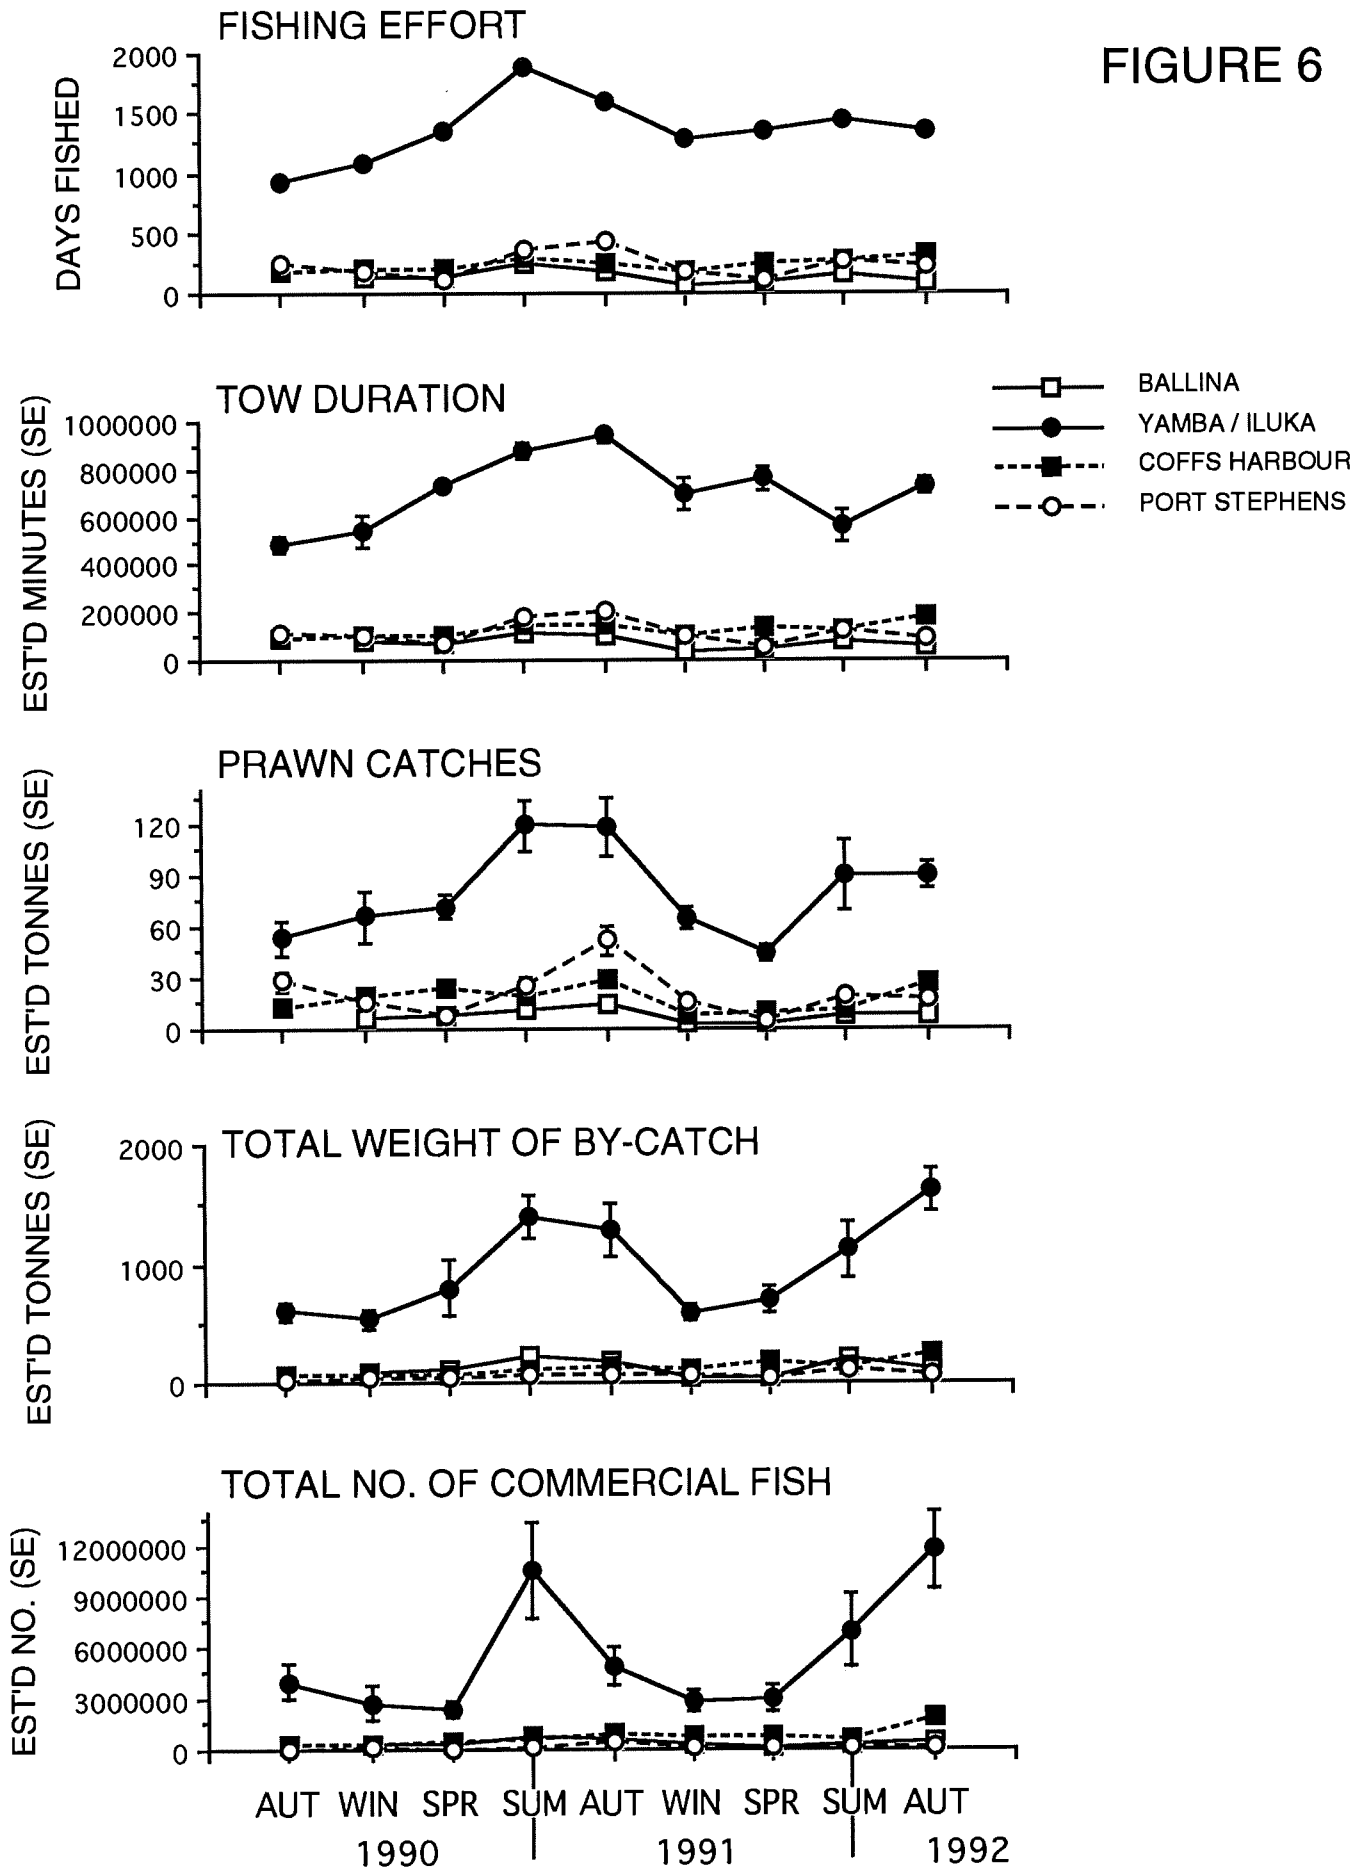 FISHING EFFORT
FIGURE 6
DAYS FISHED
2000
1500
1000
500
0
TOW DURATION
EST'D MINUTES (SE)
1000000
800000
600000
400000
200000
0
BALLINA
YAMBA / ILUKA
COFFS HARBOUR
PORT STEPHENS
PRAWN CATCHES
EST'D TONNES (SE)
120
90
60
30
0
TOTAL WEIGHT OF BY-CATCH
EST'D TONNES (SE)
2000
1000
0
TOTAL NO. OF COMMERCIAL FISH
EST'D NO. (SE)
12000000
9000000
6000000
3000000
0
AUT WIN SPR SUM AUT WIN SPR SUM AUT
1990 1991 1992